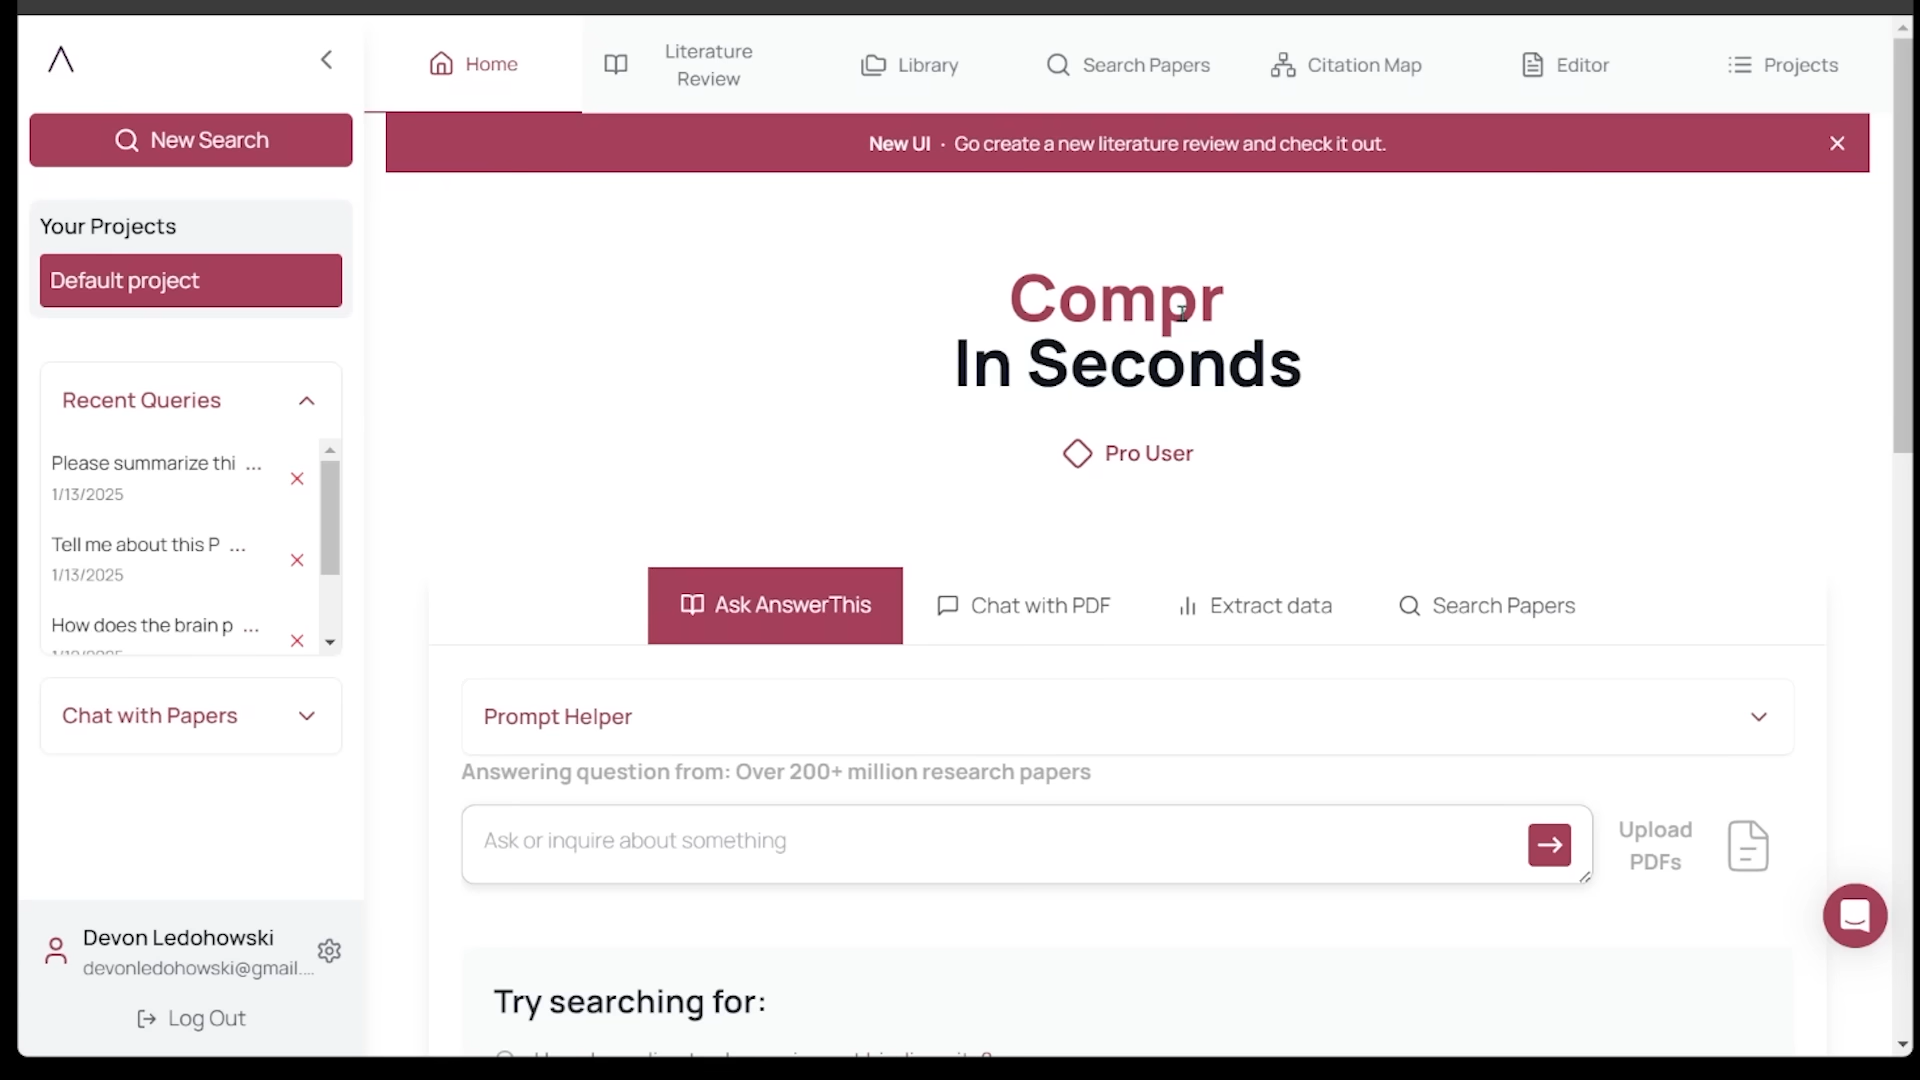 Home
Literature
Review
Library
Search Papers
Citation Map
Editor
Projects
New Search
Your Projects
Default project
Recent Queries
Please summarize thi ...
1/13/2025
Tell me about this P ...
1/13/2025
How does the brain p ...
Chat with Papers
Devon Ledohowski
devonledohowski@gmail....
Log Out
New UI · Go create a new literature review and check it out.
Compr
In Seconds
Pro User
Ask AnswerThis
Chat with PDF
Extract data
Search Papers
Prompt Helper
Answering question from: Over 200+ million research papers
Ask or inquire about something
Upload
PDFs
Try searching for: